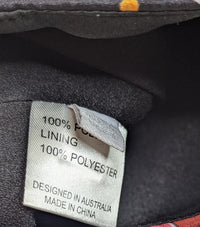 100%
LINING
100% POLYESTER
DESIGNED IN AUSTRALIA
MADE IN CHINA